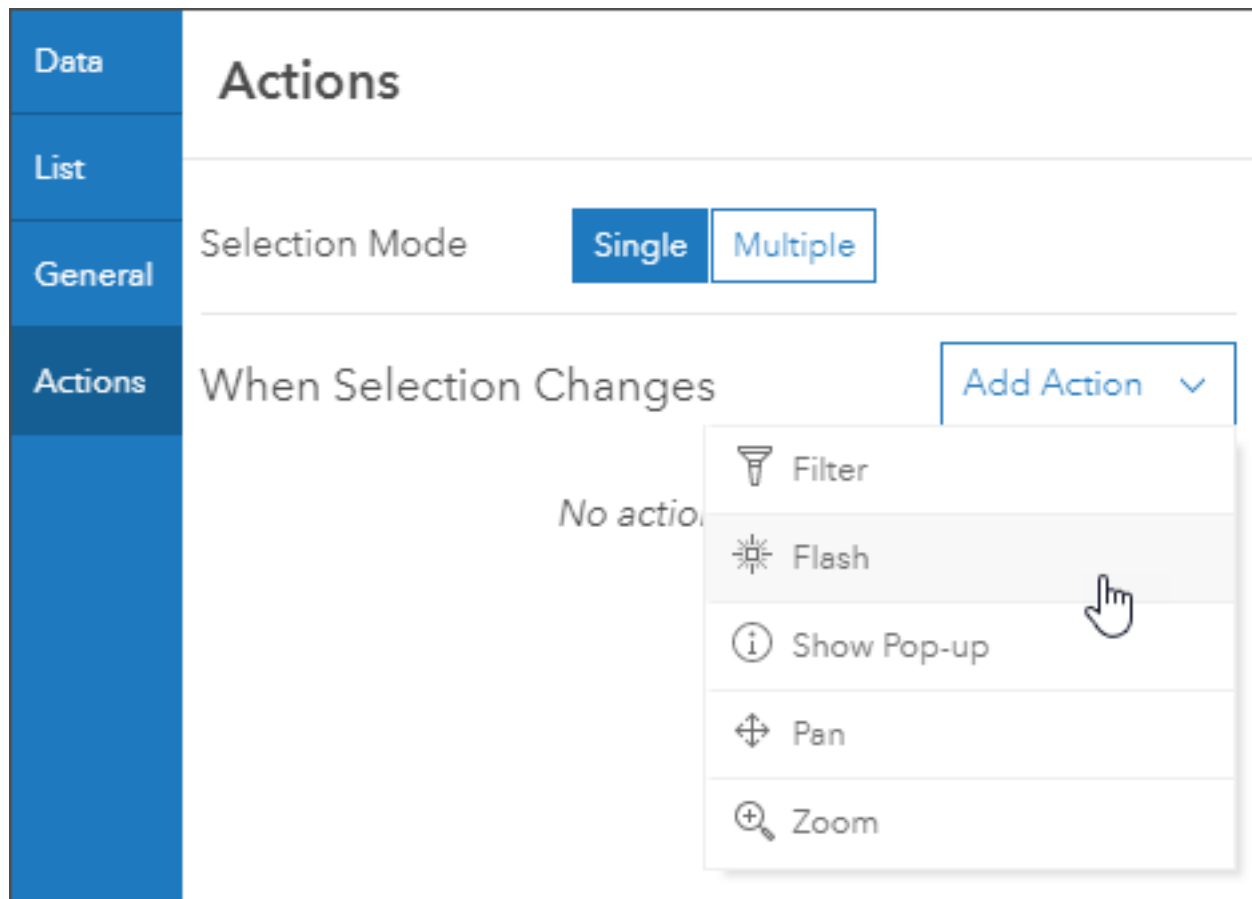 Data
List
General
Actions
Actions
Selection Mode
Single
Multiple
When Selection Changes
Add Action
No
Filter
Flash
Show Pop-up
Pan
Zoom